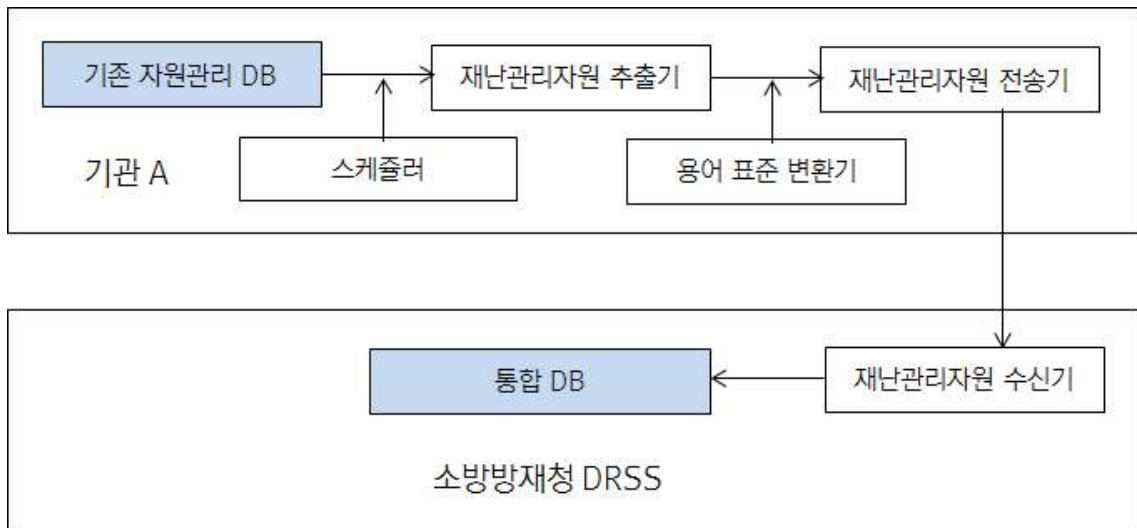 기존 자원관리 DB
재난관리자원 추출기
재난관리자원 전송기
기관 A
스케쥴러
용어 표준 변환기
통합 DB
재난관리자원 수신기
소방방재청 DRSS